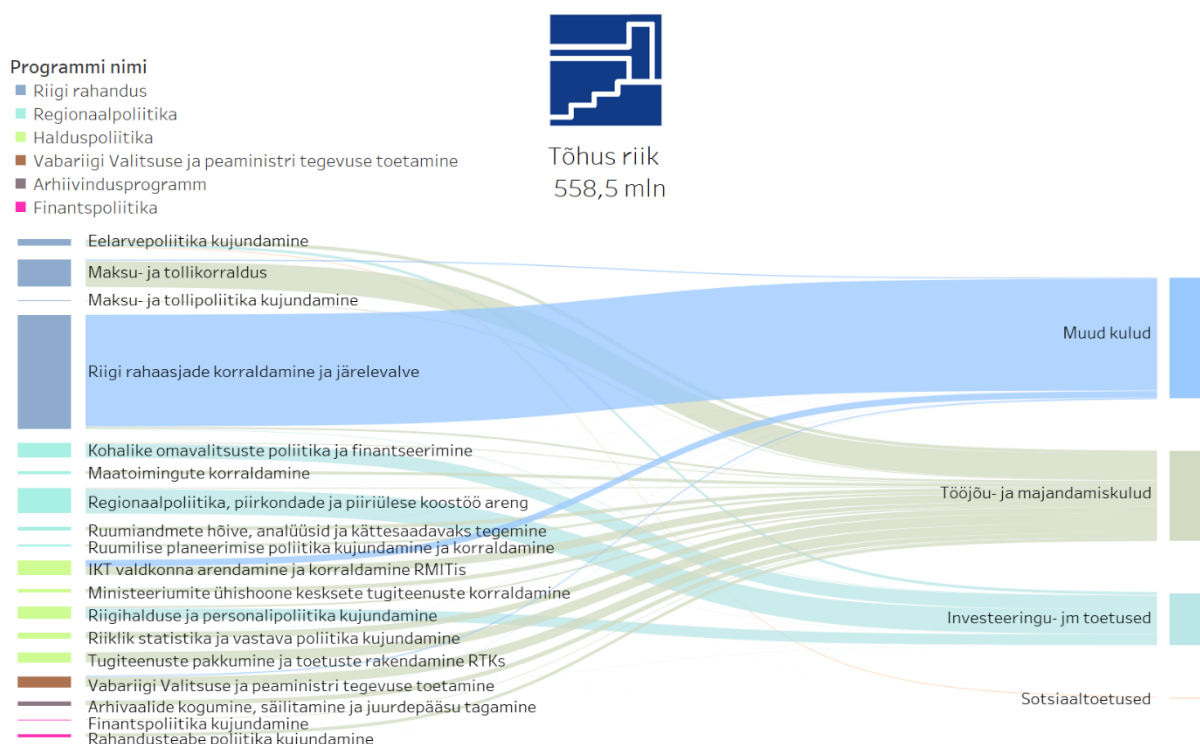 Programmi nimi
Riigi rahandus
Regionaalpoliitika
Halduspoliitika
Vabariigi Valitsuse ja peaministri tegevuse toetamine
Arhiivindusprogramm
Finantspoliitika
Tõhus riik
558,5 mln
Eelarvepoliitika kujundamine
Maksu- ja tollikorraldus
Maksu- ja tollipoliitika kujundamine
Riigi rahaasjade korraldamine ja järelevalve
Kohalike omavalitsuste poliitika ja finantseerimine
Maatoimingute korraldamine
Regionaalpoliitika, piirkondade ja piiriülese koostöö areng
Ruumiandmete hõive, analüüsid ja kättesaadavaks tegemine
Ruumilise planeerimise poliitika kujundamine ja korraldamine
IKT valdkonna arendamine ja korraldamine RMITis
Ministeeriumite ühishoone kesksete tugiteenuste korraldamine
Riigihalduse ja personalipoliitika kujundamine
Riiklik statistika ja vastava poliitika kujundamine
Tugiteenuste pakkumine ja toetuste rakendamine RTKs
Vabariigi Valitsuse ja peaministri tegevuse toetamine
Arhivaalide kogumine, säilitamine ja juurdepääsu tagamine
Finantspoliitika kujundamine
Rahandusteabe poliitika kujundamine
Muud kulud
Tööjõu- ja majandamiskulud
Investeeringu- jm toetused
Sotsiaaltoetused